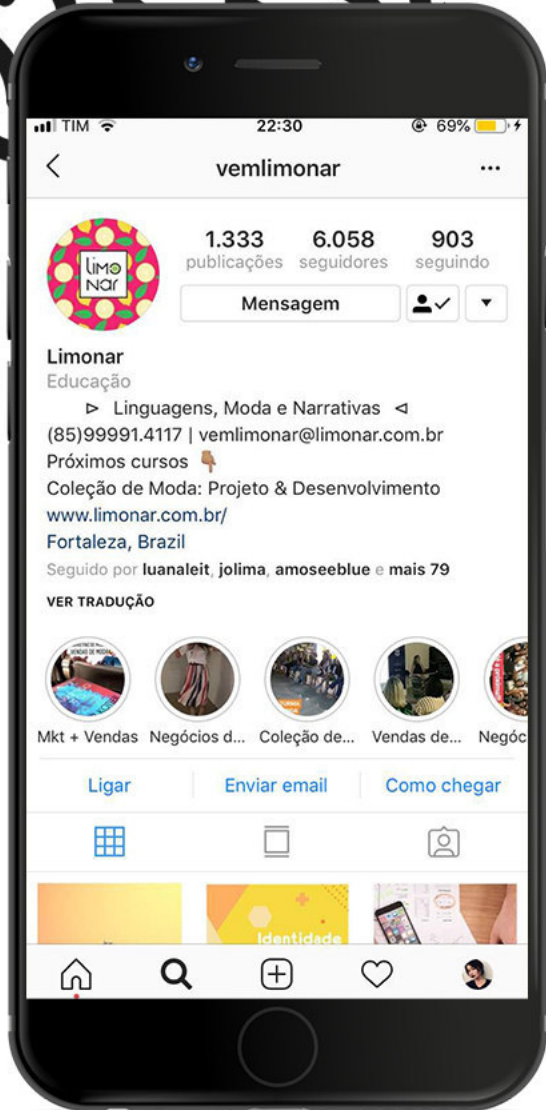 TIM 22:30 69%
vemlimonar
1.333 6.058 903
publicações seguidores seguindo
limo
nar
Mensagem
Limonar
Educação
▷ Linguagens, Moda e Narrativas ◁
(85)99991.4117 | vemlimonar@limonar.com.br
Próximos cursos 👇🏽
Coleção de Moda: Projeto & Desenvolvimento
www.limonar.com.br/
Fortaleza, Brazil
Seguido por luanaleit, jolima, amoseeblue e mais 79
VER TRADUÇÃO
VENDAS DE MODA
Mkt + Vendas Negócios d... Coleção de... Vendas de... Negóc
Ligar Enviar email Como chegar
Identidade